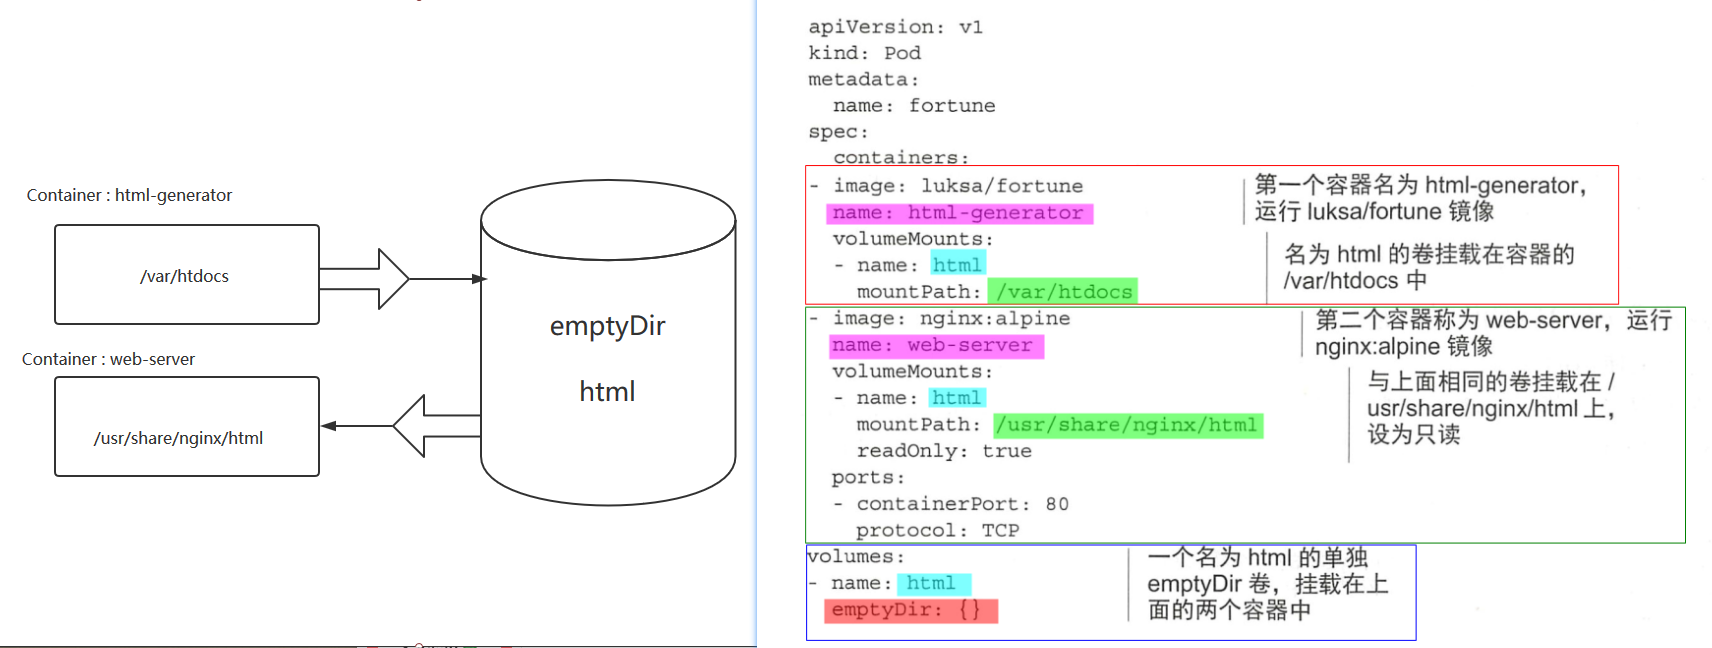 Container : html-generator
/var/htdocs
Container : web-server
/usr/share/nginx/html
emptyDir
html
apiVersion: v1
kind: Pod
metadata:
  name: fortune
spec:
  containers:
- image: luksa/fortune
  name: html-generator
  volumeMounts:
  - name: html
    mountPath: /var/htdocs
第一个容器名为 html-generator，
运行 luksa/fortune 镜像
名为 html 的卷挂载在容器的
/var/htdocs 中
- image: nginx:alpine
  name: web-server
  volumeMounts:
  - name: html
    mountPath: /usr/share/nginx/html
    readOnly: true
  ports:
  - containerPort: 80
    protocol: TCP
第二个容器称为 web-server，运行
nginx:alpine 镜像
与上面相同的卷挂载在 /
usr/share/nginx/html 上，
设为只读
volumes:
- name: html
  emptyDir: {}
一个名为 html 的单独
emptyDir 卷，挂载在上
面的两个容器中